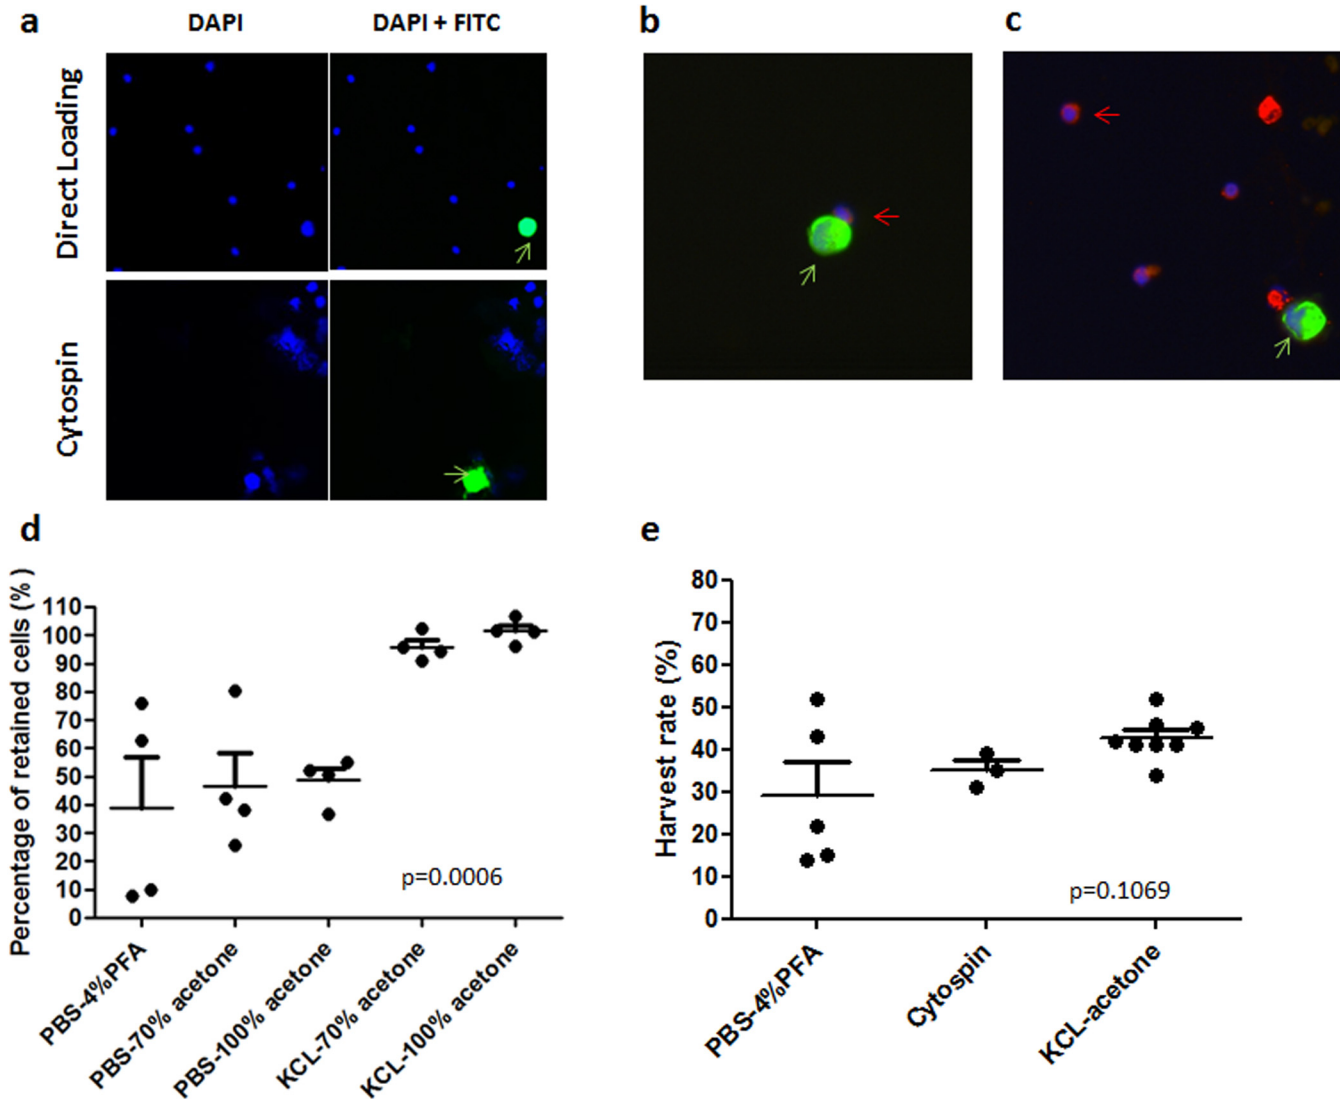 a
DAPI
DAPI + FITC
Direct Loading
Cytospin
b
c
d
Percentage of retained cells (% )
110
100
90
80
70
60
50
40
30
20
10
0
p=0.0006
PBS-4%PFA
PBS-70% acetone
PBS-100% acetone
KCL-70% acetone
KCL-100% acetone
e
Harvest rate (%)
80
70
60
50
40
30
20
10
0
p=0.1069
PBS-4%PFA
Cytospin
KCL-acetone